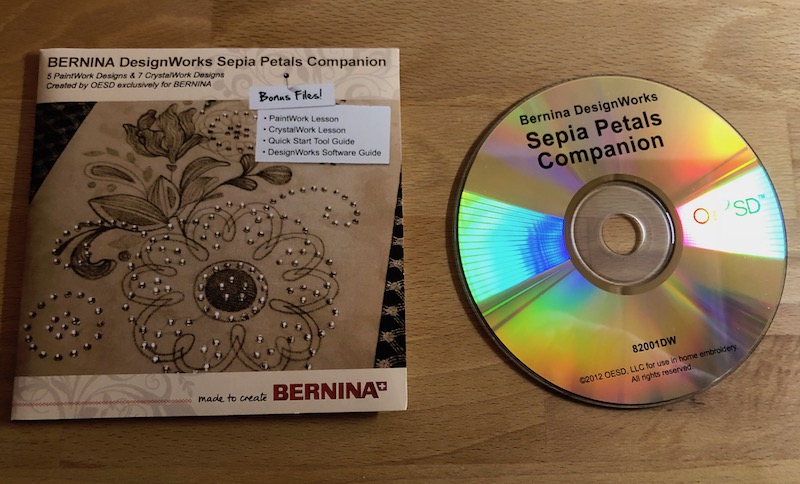 BERNINA DesignWorks Sepia Petals Companion
5 PaintWork Designs & 7 CrystalWork Designs
Created by OESD exclusively for BERNINA
Bonus Files!
• PaintWork Lesson
• CrystalWork Lesson
• Quick Start Tool Guide
• DesignWorks Software Guide
made to create BERNINA
Bernina DesignWorks
Sepia Petals
Companion
OESD™
82001DW
©2012 OESD, LLC for use in home embroidery.
All rights reserved.